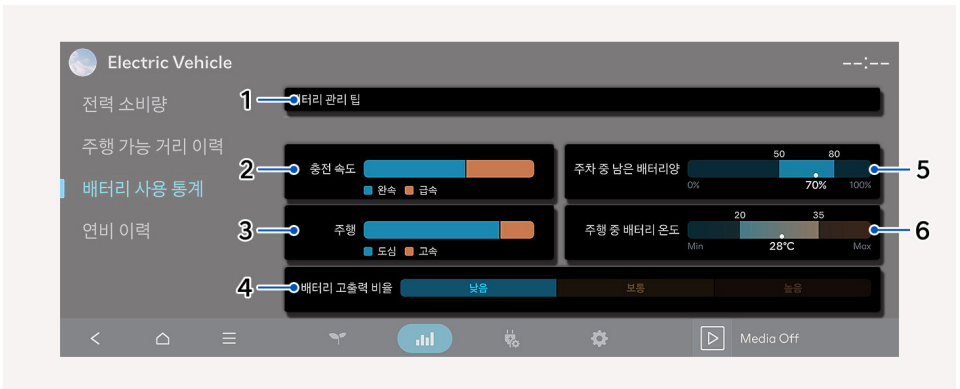 Electric Vehicle
--:--
전력 소비량
주행 가능 거리 이력
배터리 사용 통계
연비 이력
1
배터리 관리 팁
2
충전 속도
완속 급속
3
주행
도심 고속
4
배터리 고출력 비율
낮음 보통 높음
주차 중 남은 배터리양
50 80
0% 70% 100%
5
주행 중 배터리 온도
20 35
Min 28°C Max
6
Media Off